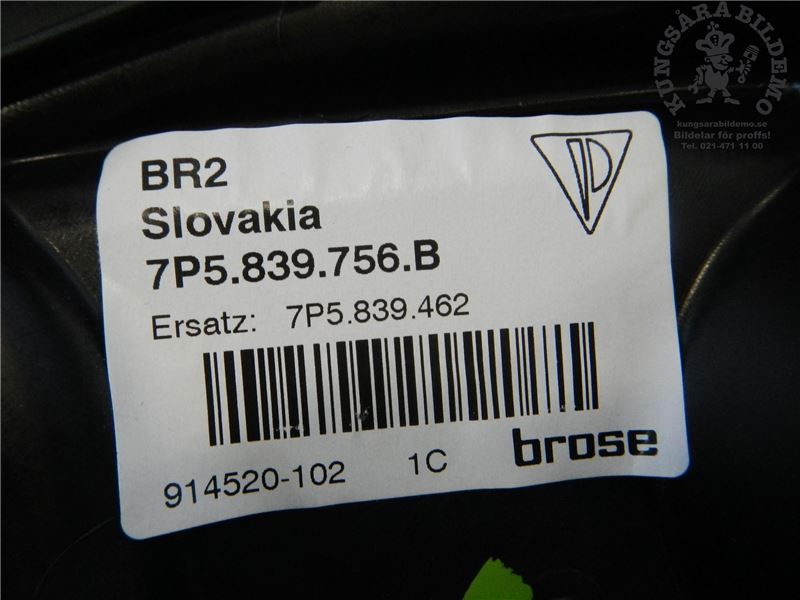 KUNGSÅRA BILDEMO
kungsarabildemo.se
Bildelar för proffs!
Tel. 021-471 11 00
BR2
Slovakia
7P5.839.756.B
Ersatz: 7P5.839.462
914520-102 1C brose